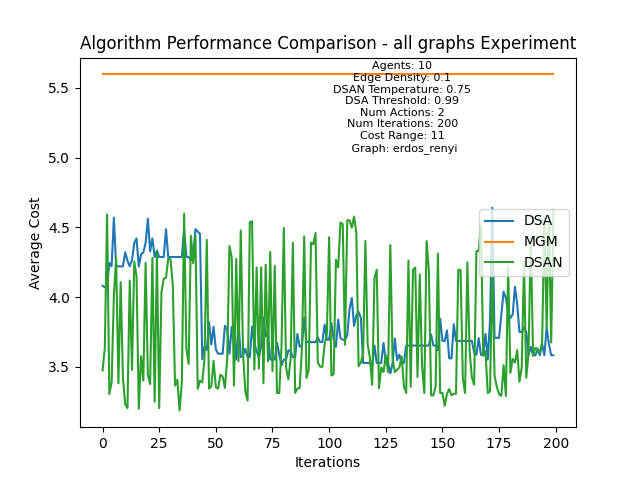 Algorithm Performance Comparison - all graphs Experiment
Agents: 10
Edge Density: 0.1
DSAN Temperature: 0.75
DSA Threshold: 0.99
Num Actions: 2
Num Iterations: 200
Cost Range: 11
Graph: erdos_renyi
Average Cost
5.5
5.0
4.5
4.0
3.5
DSA
MGM
DSAN
0 25 50 75 100 125 150 175 200
Iterations